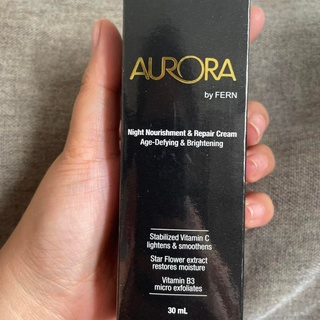 AURORA
by FERN
Night Nourishment & Repair Cream
Age-Defying & Brightening
Stabilized Vitamin C
lightens & smoothens
Star Flower extract
restores moisture
Vitamin B3
micro exfoliates
30 mL